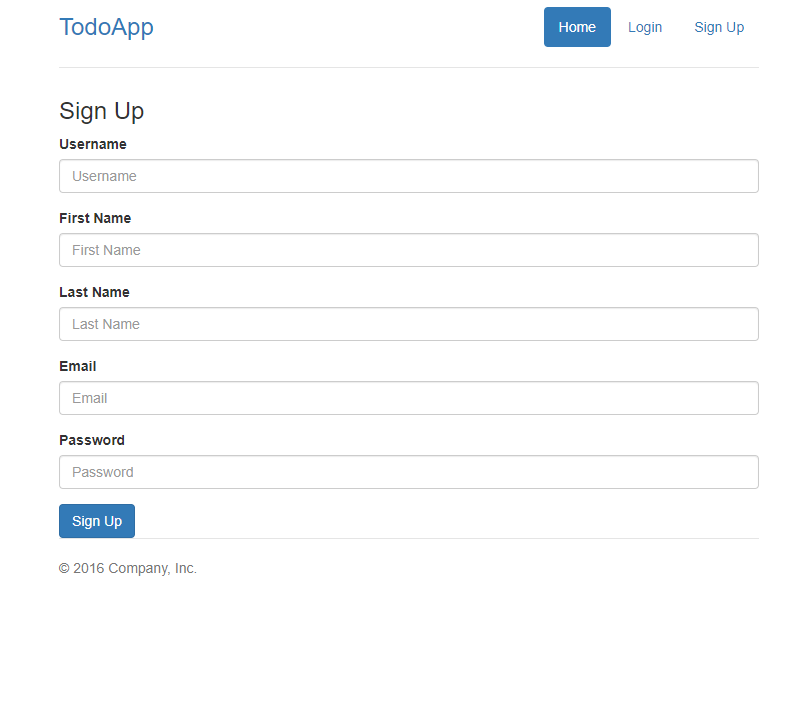 TodoApp Home Login Sign Up
Sign Up
Username
Username
First Name
First Name
Last Name
Last Name
Email
Email
Password
Password
Sign Up
© 2016 Company, Inc.